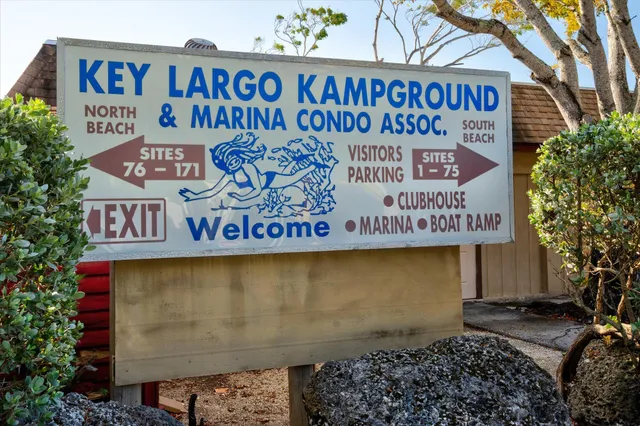 KEY LARGO KAMPGROUND
& MARINA CONDO ASSOC.
NORTH
BEACH
SITES
76 – 171
EXIT
Welcome
VISITORS
PARKING
SOUTH
BEACH
SITES
1 – 75
• CLUBHOUSE
• MARINA • BOAT RAMP